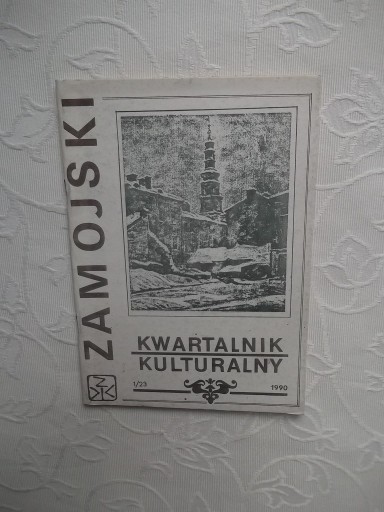 ZAMOJSKI
KWARTALNIK
KULTURALNY
1/23
1990